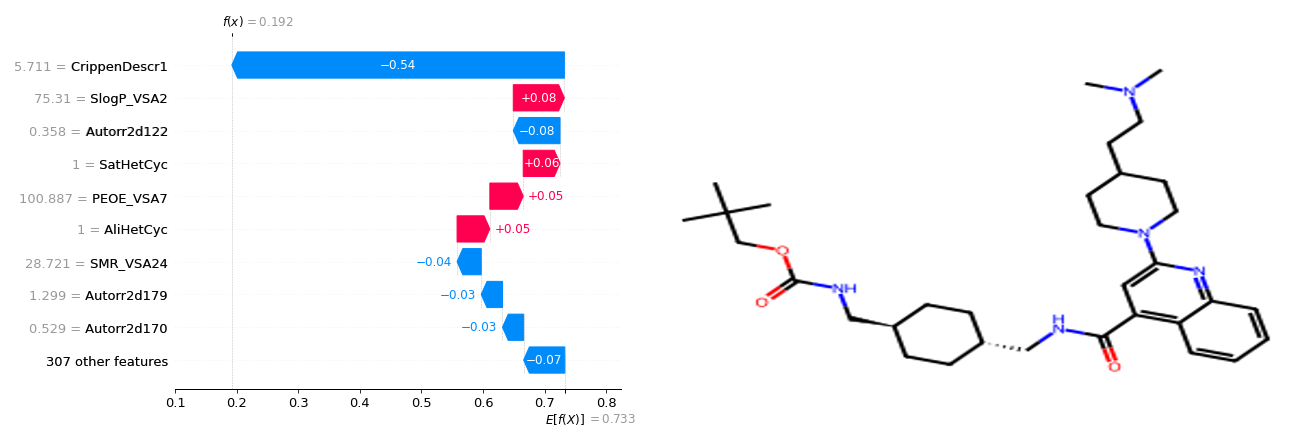 f(x) = 0.192
5.711 = CrippenDescr1
−0.54
75.31 = SlogP_VSA2
+0.08
0.358 = Autorr2d122
−0.08
1 = SatHetCyc
+0.06
100.887 = PEOE_VSA7
+0.05
1 = AliHetCyc
+0.05
28.721 = SMR_VSA24
−0.04
1.299 = Autorr2d179
−0.03
0.529 = Autorr2d170
−0.03
307 other features
−0.07
0.1 0.2 0.3 0.4 0.5 0.6 0.7 0.8
E[f(X)] = 0.733
N
N
N
O
O
NH
H
N
O